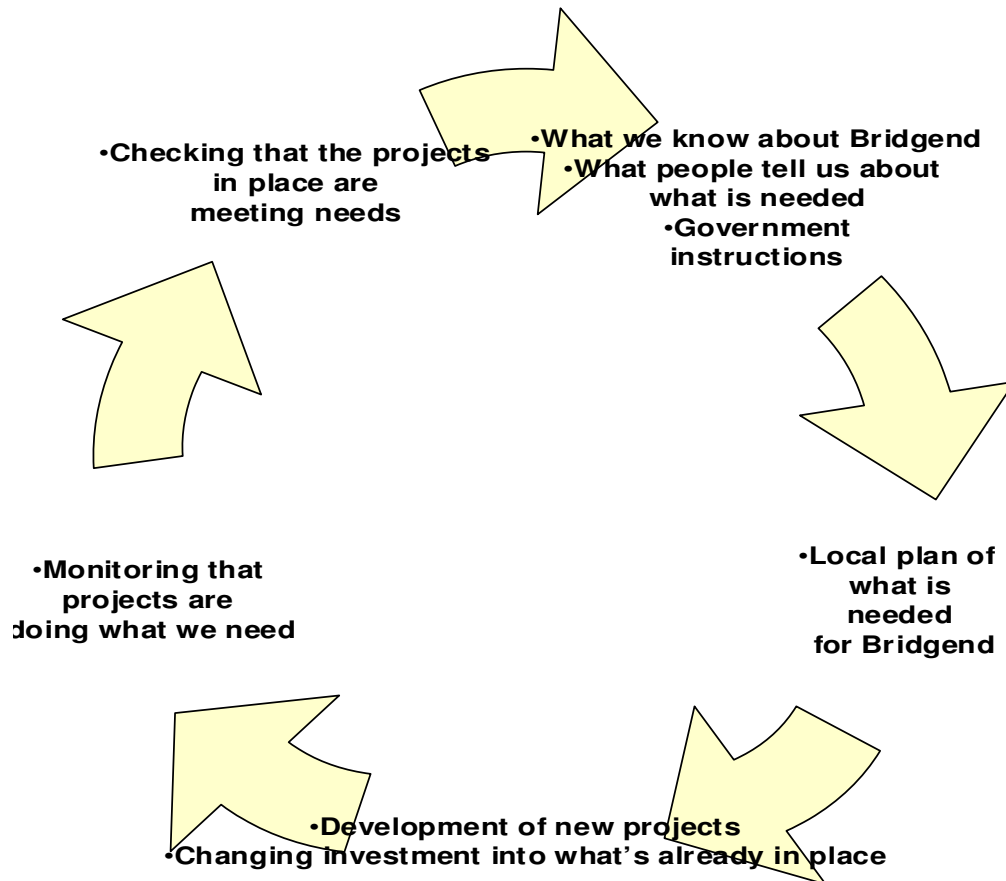 •Checking that the projects
in place are
meeting needs
•What we know about Bridgend
•What people tell us about
what is needed
•Government
instructions
•Local plan of
what is
needed
for Bridgend
•Development of new projects
•Changing investment into what's already in place
•Monitoring that
projects are
doing what we need